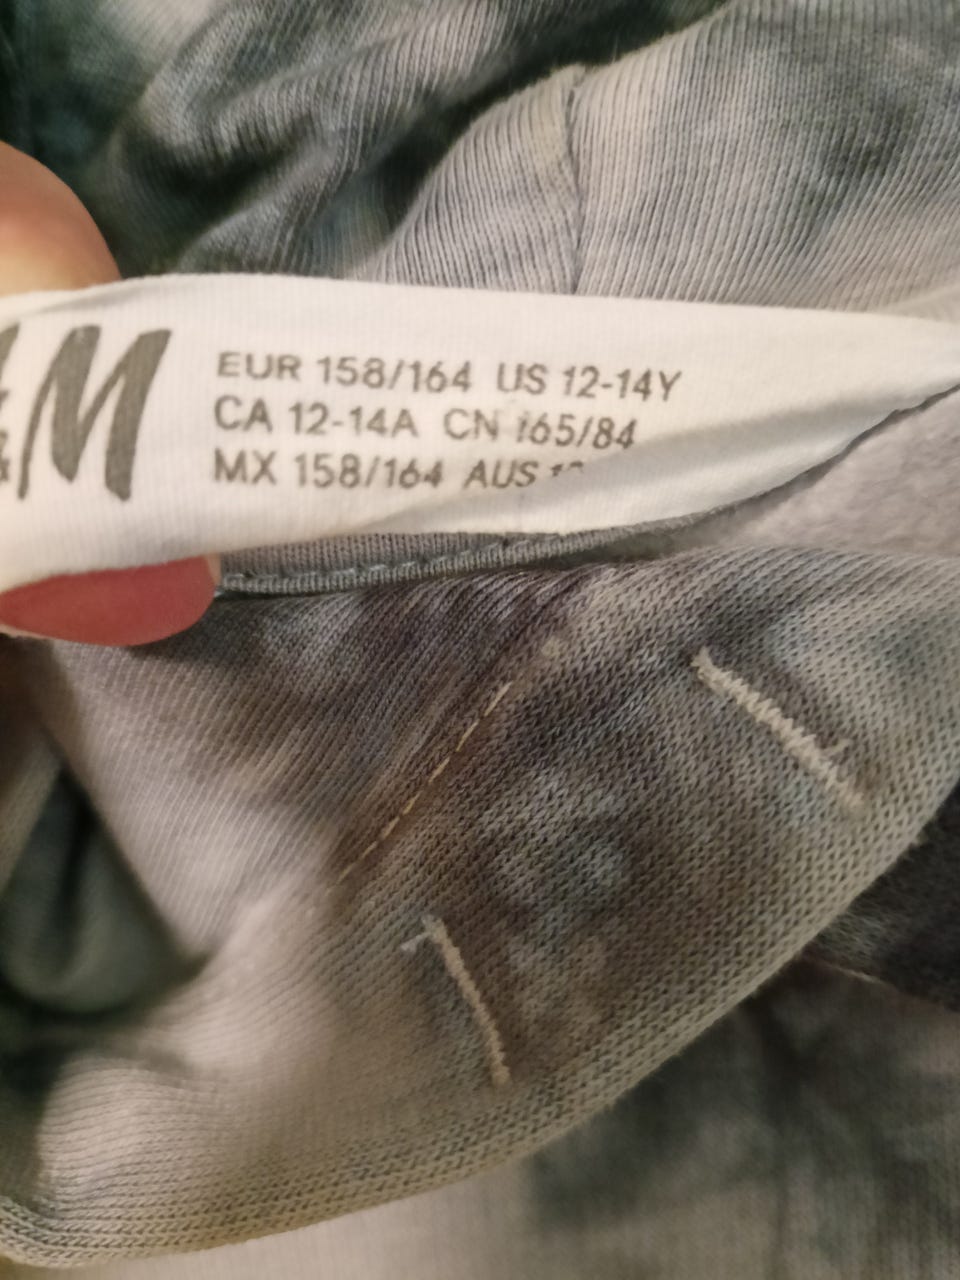 &M
EUR 158/164 US 12-14Y
CA 12-14A CN 165/84
MX 158/164 AUS